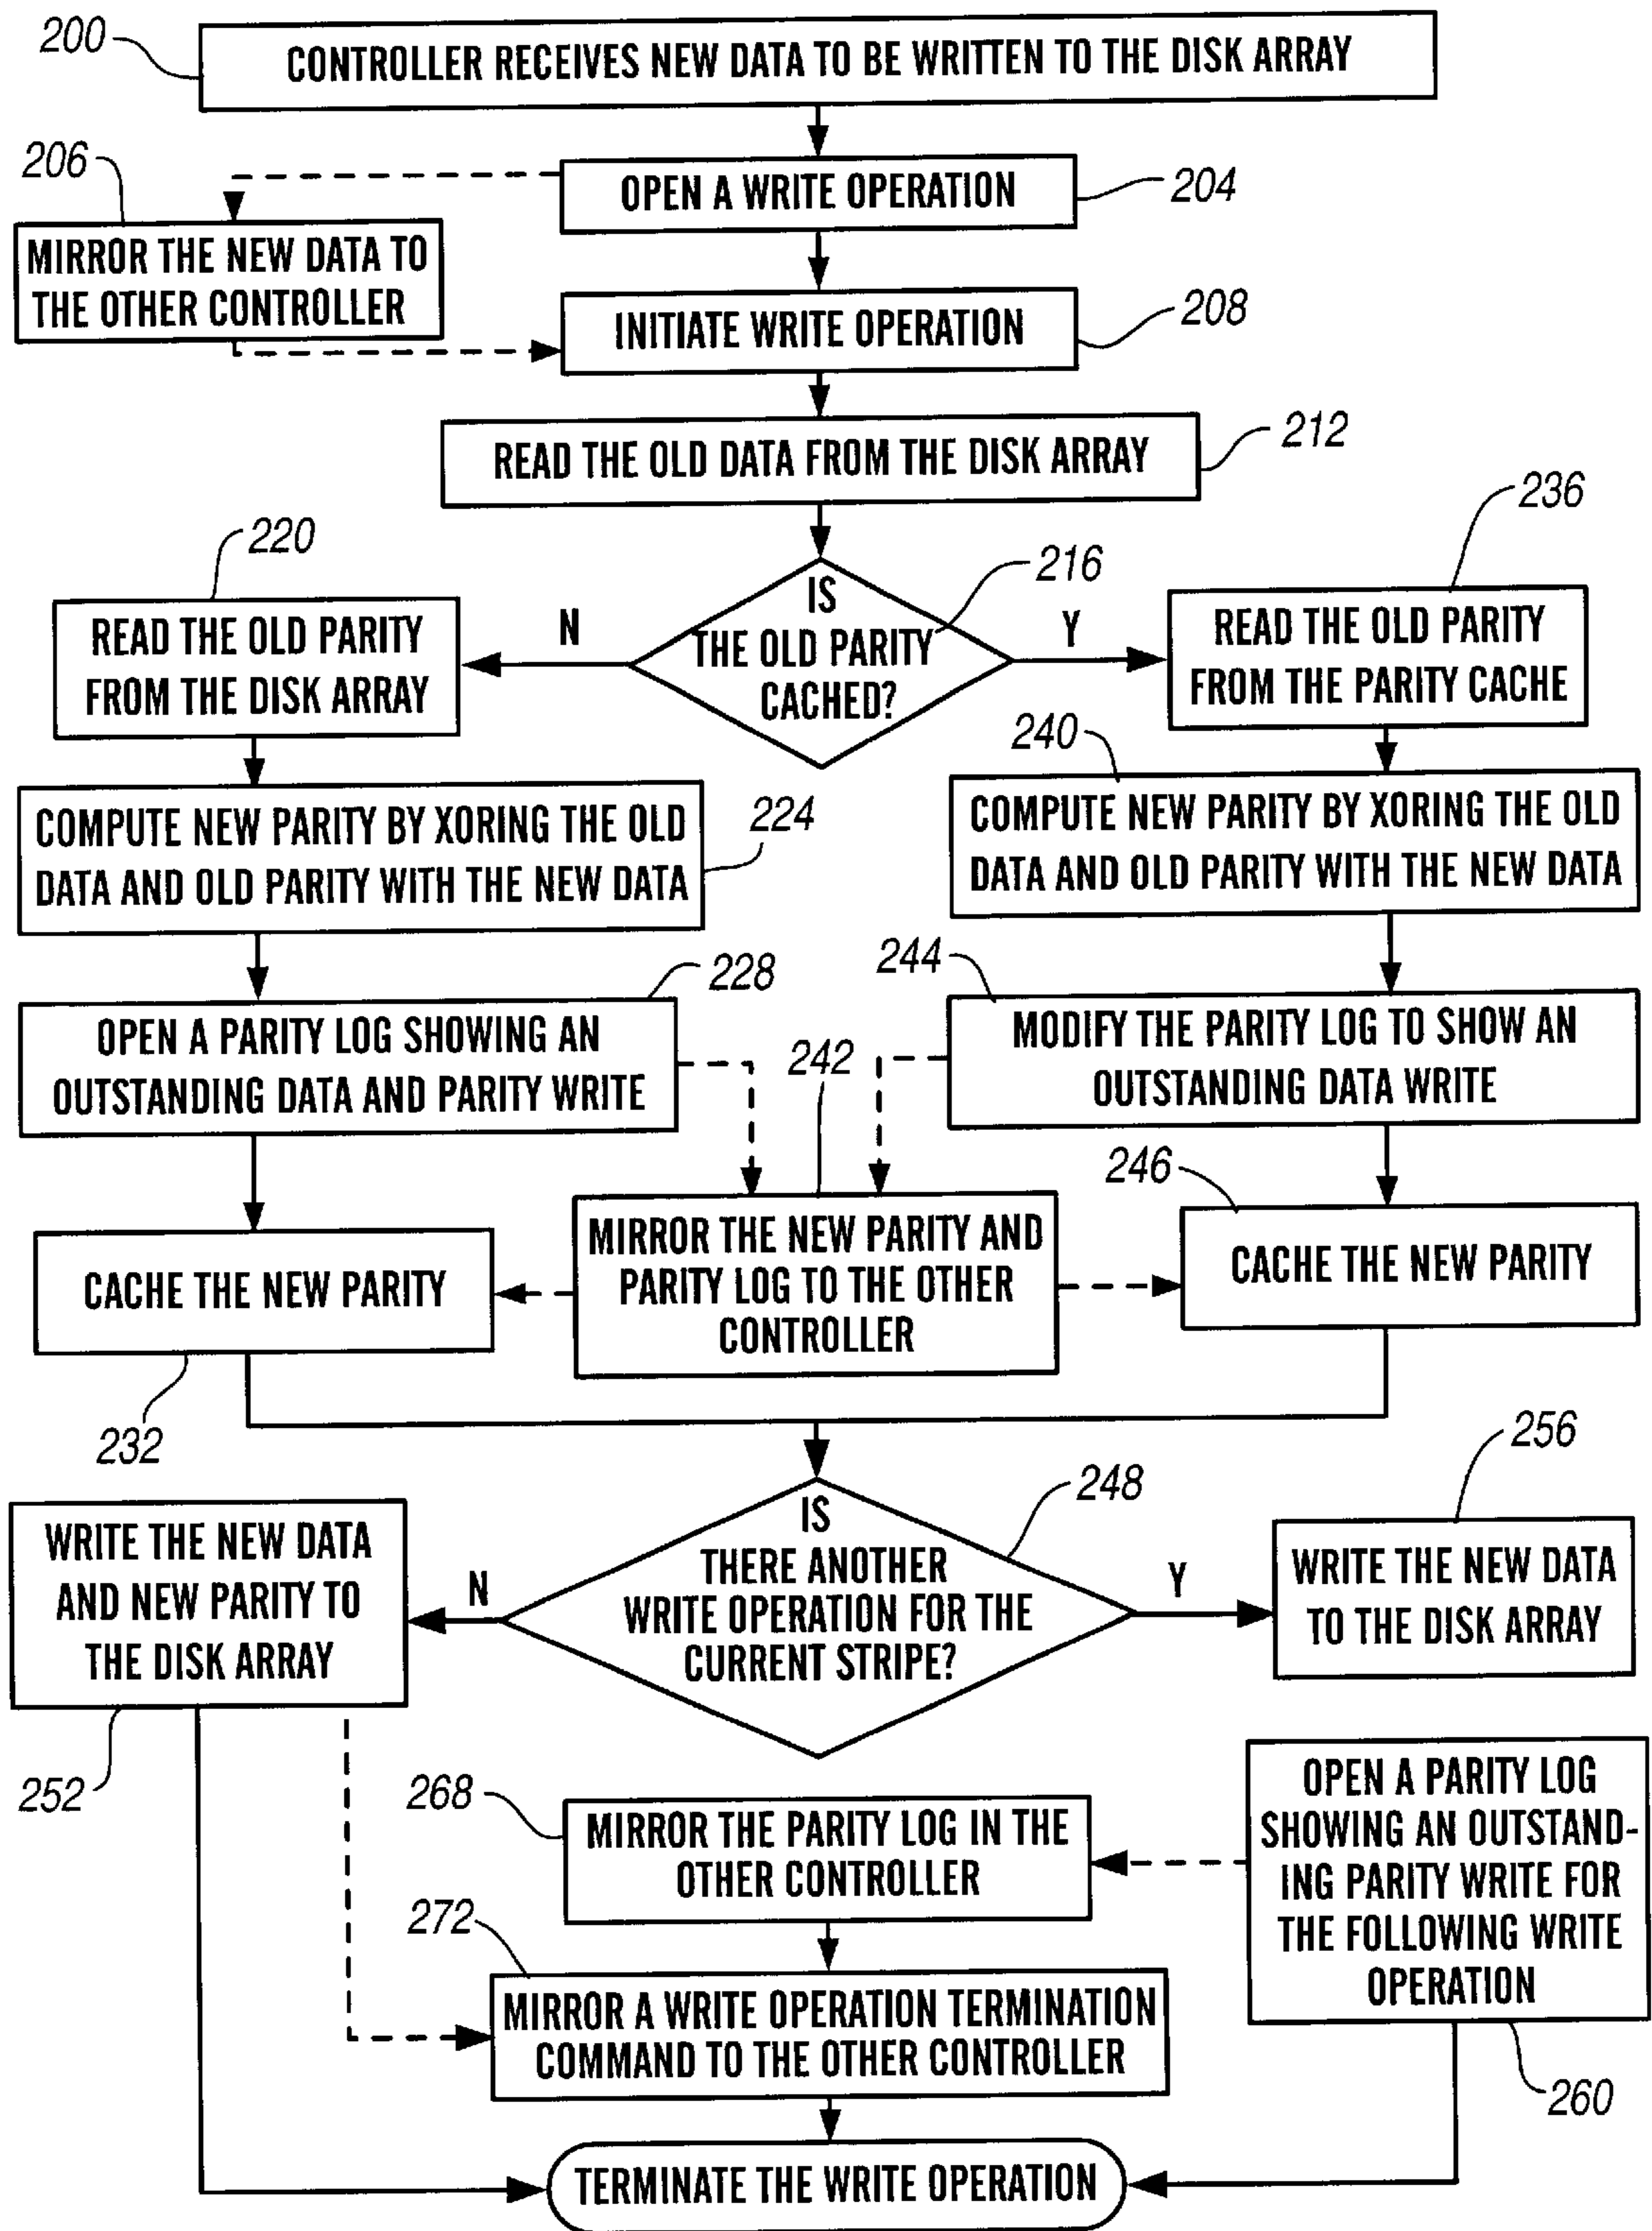 200
CONTROLLER RECEIVES NEW DATA TO BE WRITTEN TO THE DISK ARRAY
206
OPEN A WRITE OPERATION
204
MIRROR THE NEW DATA TO
THE OTHER CONTROLLER
INITIATE WRITE OPERATION
208
READ THE OLD DATA FROM THE DISK ARRAY
212
220
236
216
IS
THE OLD PARITY
CACHED?
N
Y
READ THE OLD PARITY
FROM THE DISK ARRAY
READ THE OLD PARITY
FROM THE PARITY CACHE
240
COMPUTE NEW PARITY BY XORING THE OLD
DATA AND OLD PARITY WITH THE NEW DATA
224
COMPUTE NEW PARITY BY XORING THE OLD
DATA AND OLD PARITY WITH THE NEW DATA
228
244
OPEN A PARITY LOG SHOWING AN
OUTSTANDING DATA AND PARITY WRITE
242
MODIFY THE PARITY LOG TO SHOW AN
OUTSTANDING DATA WRITE
246
CACHE THE NEW PARITY
MIRROR THE NEW PARITY AND
PARITY LOG TO THE OTHER
CONTROLLER
CACHE THE NEW PARITY
232
256
248
WRITE THE NEW DATA
AND NEW PARITY TO
THE DISK ARRAY
N
IS
THERE ANOTHER
WRITE OPERATION FOR THE
CURRENT STRIPE?
Y
WRITE THE NEW DATA
TO THE DISK ARRAY
252
268
MIRROR THE PARITY LOG IN THE
OTHER CONTROLLER
OPEN A PARITY LOG
SHOWING AN OUTSTAND-
ING PARITY WRITE FOR
THE FOLLOWING WRITE
OPERATION
272
MIRROR A WRITE OPERATION TERMINATION
COMMAND TO THE OTHER CONTROLLER
260
TERMINATE THE WRITE OPERATION